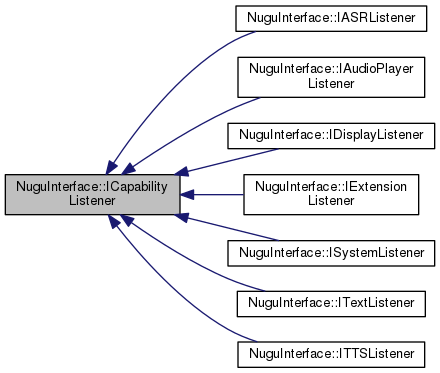 NuguInterface::IASRListener
NuguInterface::IAudioPlayer
Listener
NuguInterface::IDisplayListener
NuguInterface::ICapability
Listener
NuguInterface::IExtension
Listener
NuguInterface::ISystemListener
NuguInterface::ITextListener
NuguInterface::ITTSListener